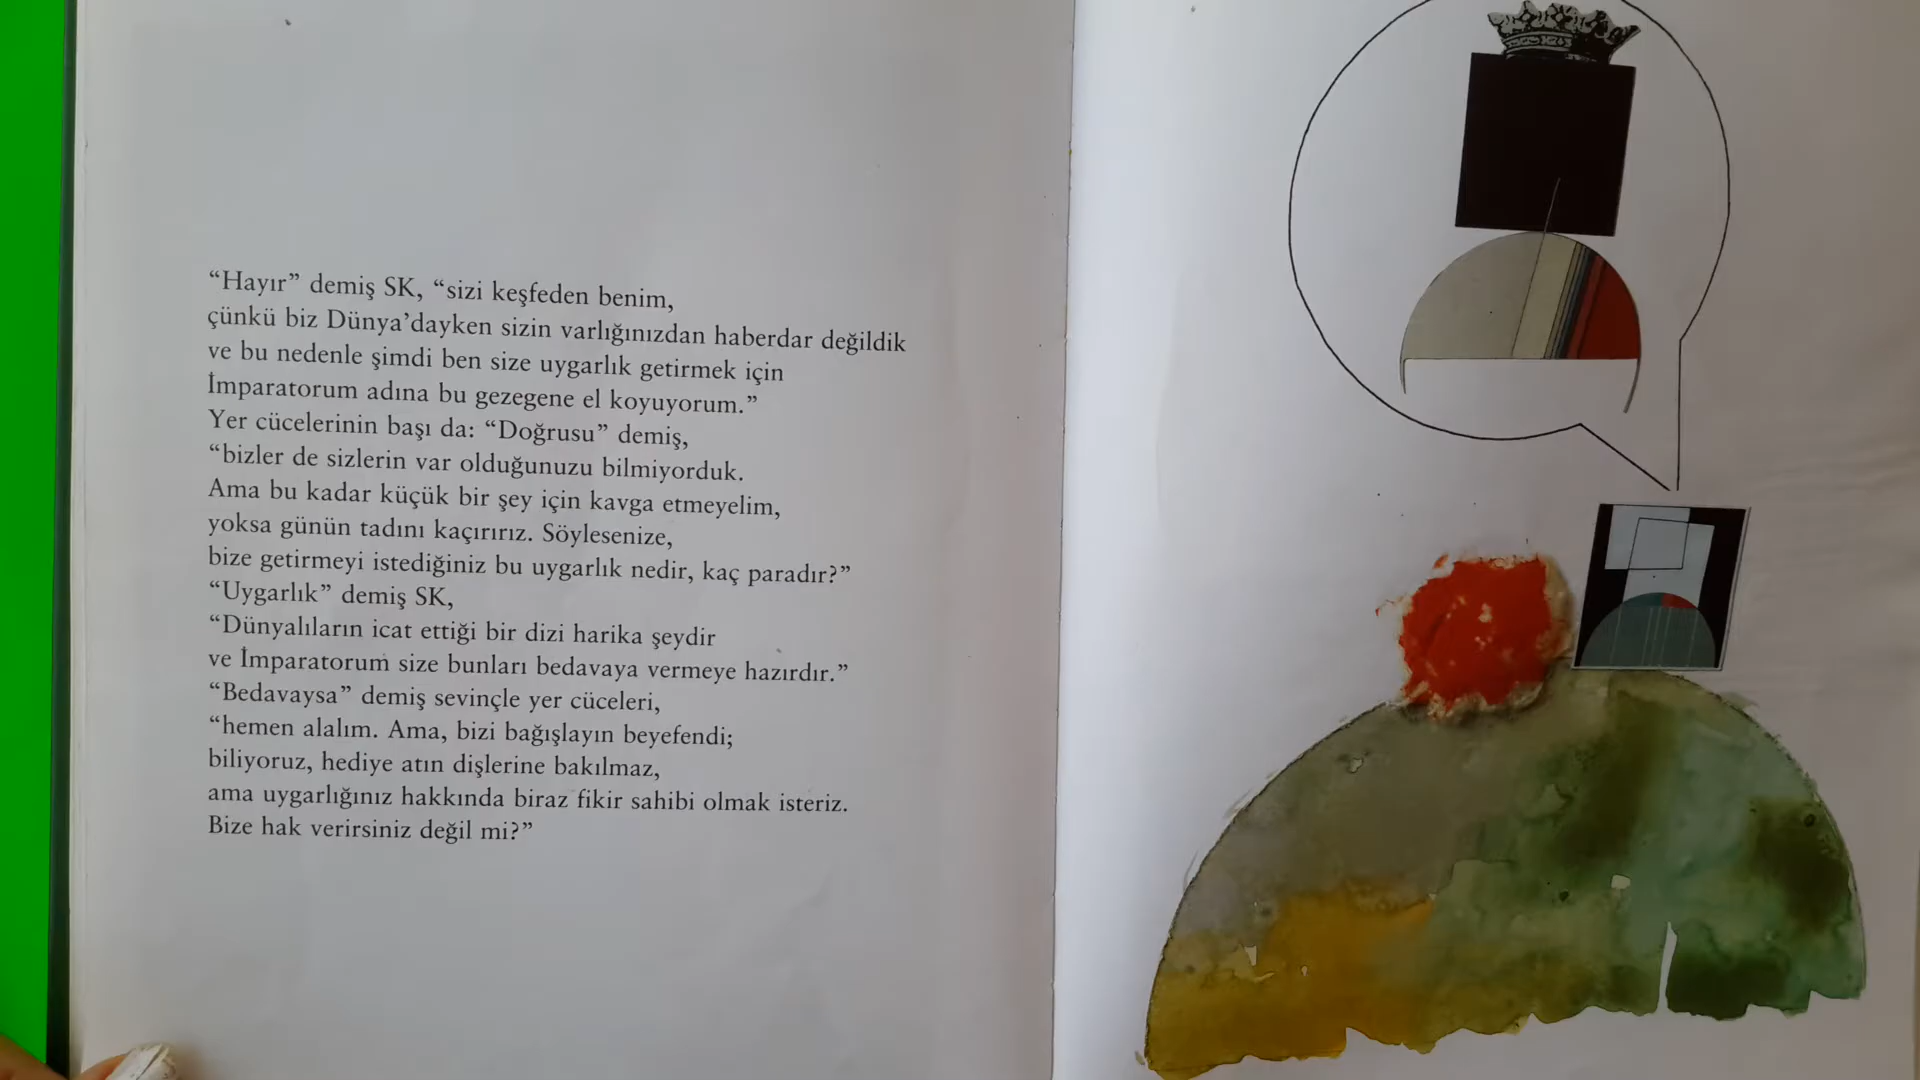 “Hayır” demiş SK, “sizi keşfeden benim,
çünkü biz Dünya’dayken sizin varlığınızdan haberdar değildik
ve bu nedenle şimdi ben size uygarlık getirmek için
İmparatorum adına bu gezegene el koyuyorum.”
Yer cücelerinin başı da: “Doğrusu” demiş,
“bizler de sizlerin var olduğunuzu bilmiyorduk.
Ama bu kadar küçük bir şey için kavga etmeyelim,
yoksa günün tadını kaçırırız. Söylesenize,
bize getirmeyi istediğiniz bu uygarlık nedir, kaç paradır?”
“Uygarlık” demiş SK,
“Dünyalıların icat ettiği bir dizi harika şeydir
ve İmparatorum size bunları bedavaya vermeye hazırdır.”
“Bedavaysa” demiş sevinçle yer cüceleri,
“hemen alalım. Ama, bizi bağışlayın beyefendi;
biliyoruz, hediye atın dişlerine bakılmaz,
ama uygarlığınız hakkında biraz fikir sahibi olmak isteriz.
Bize hak verirsiniz değil mi?”